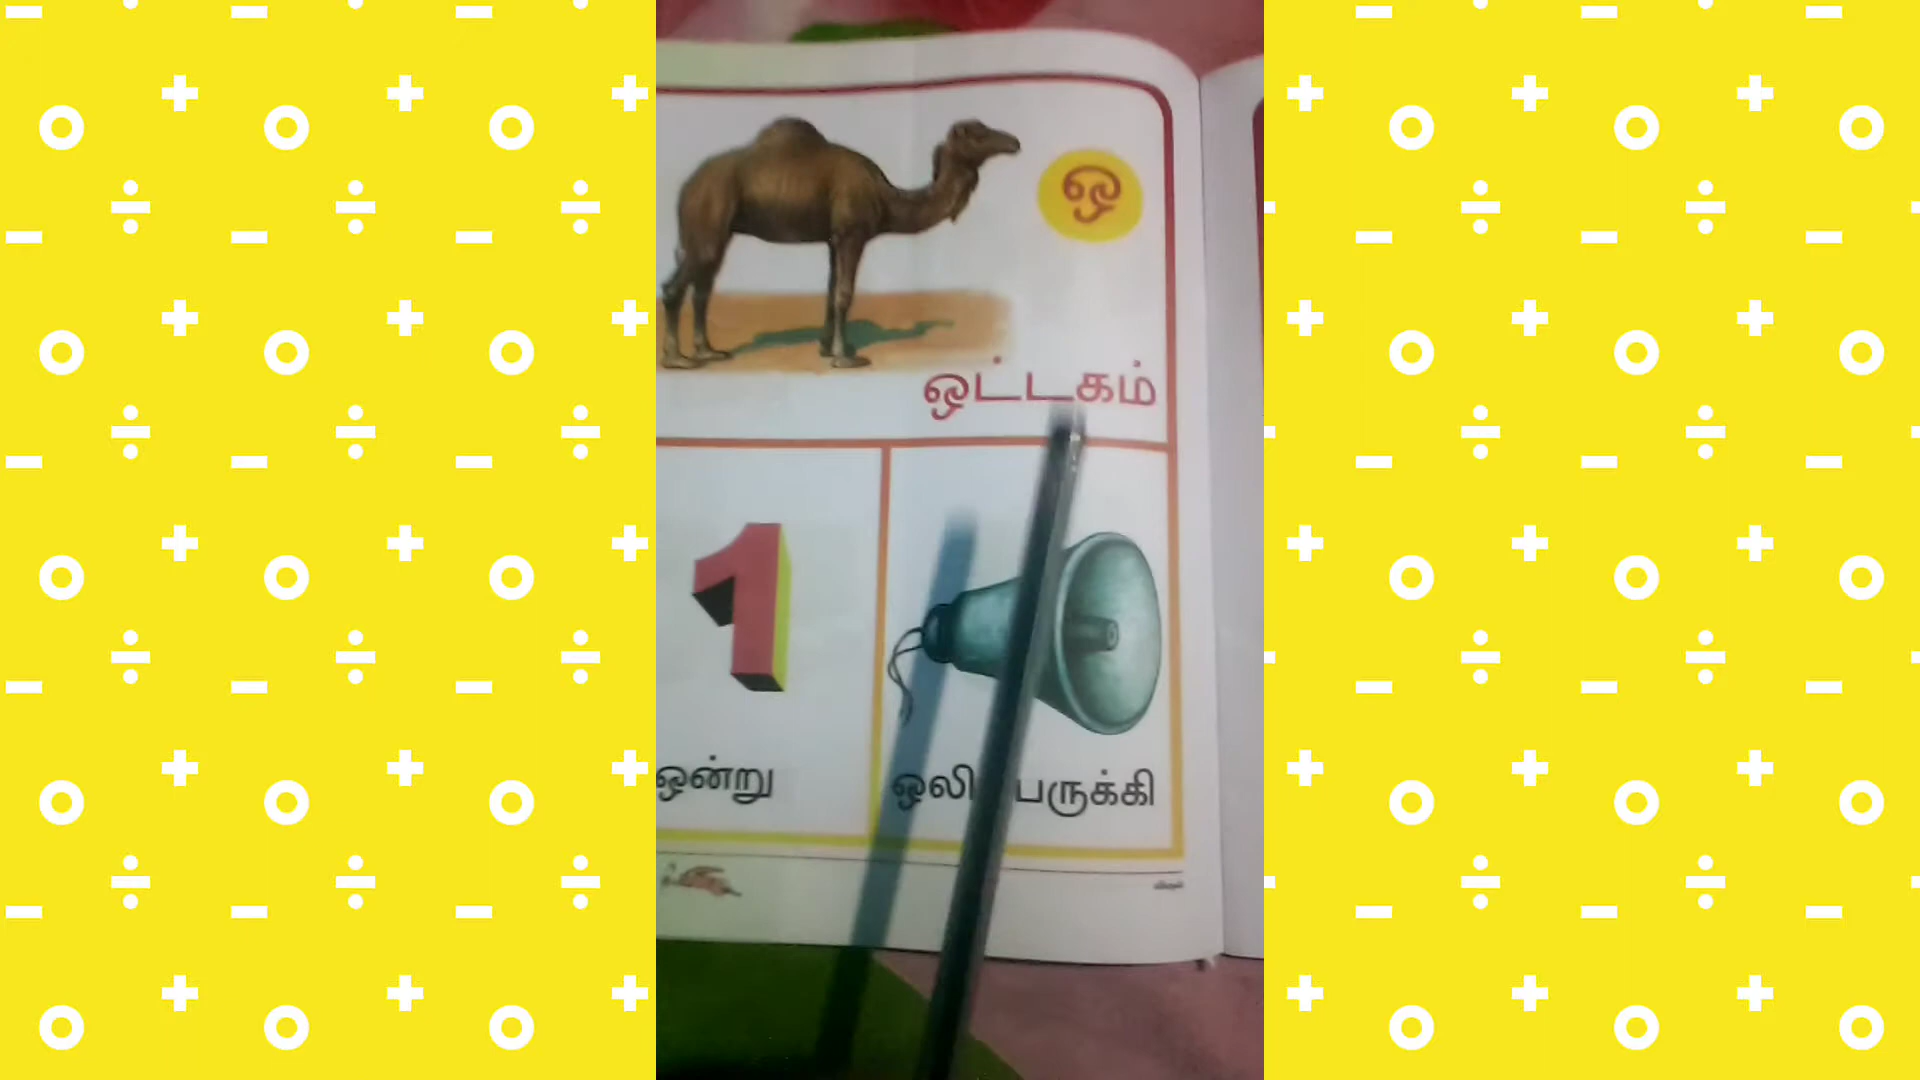 ஒ
ஒட்டகம்
1
ஒன்று
ஒலி பருக்கி